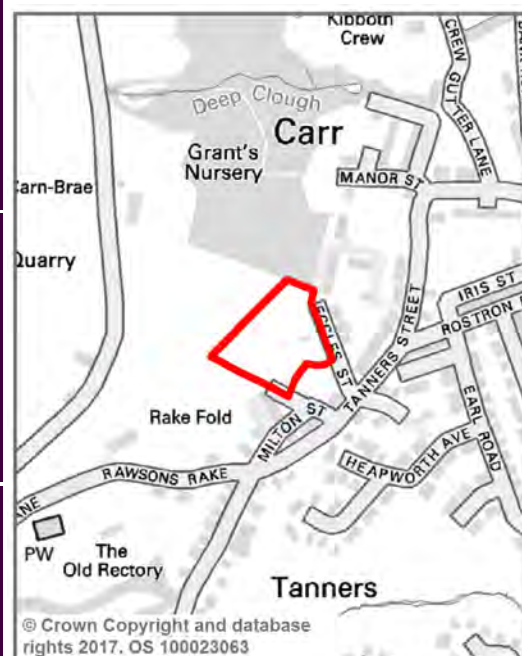 Kibboth
Crew
CREW GUTTER LANE
Deep Clough
Carr
Grant's
Nursery
MANOR ST
Carn-Brae
Quarry
IRIS ST
ROSTRON
ECCLES ST
TANNERS STREET
EARL ROAD
Rake Fold
MILTON ST
HEAPWORTH AVE
RAWSONS RAKE
PW
The
Old Rectory
Tanners
© Crown Copyright and database
rights 2017. OS 100023063